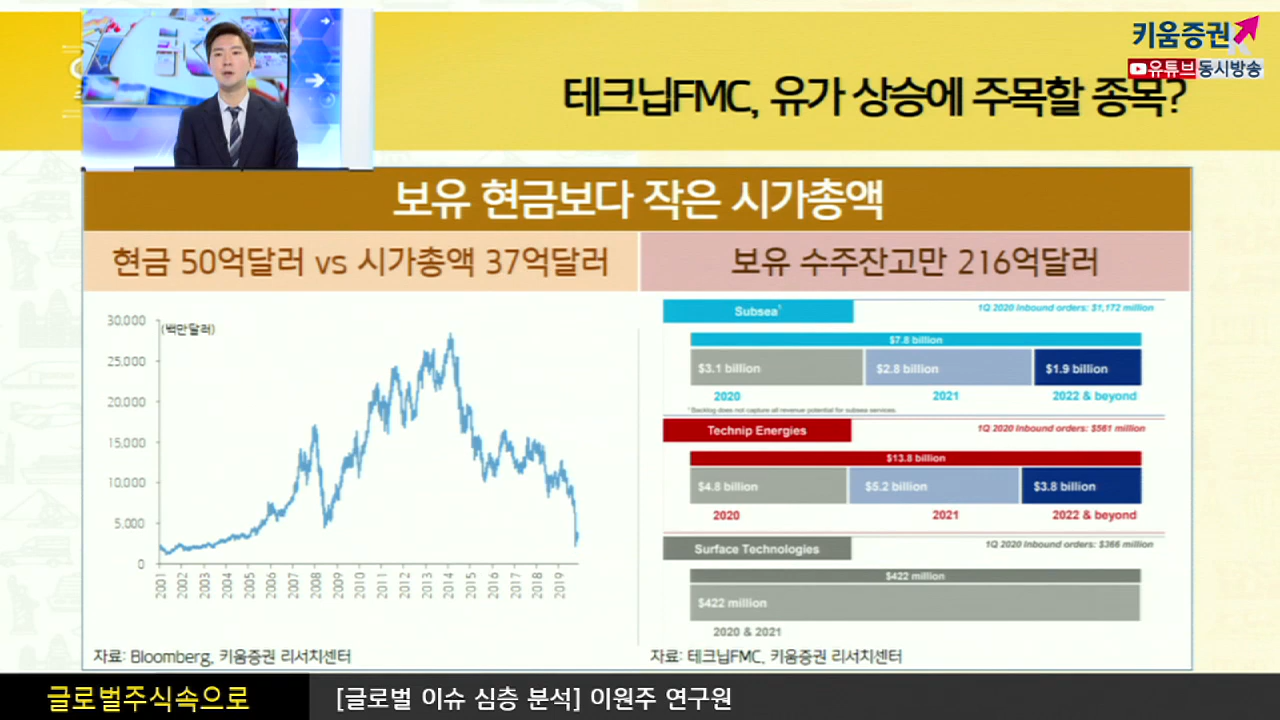 키움증권
유튜브동시방송
테크닙FMC, 유가 상승에 주목할 종목?
보유 현금보다 작은 시가총액
현금 50억달러 vs 시가총액 37억달러
(백만달러)
30,000
25,000
20,000
15,000
10,000
5,000
0
2001 2002 2003 2004 2005 2006 2007 2008 2009 2010 2011 2012 2013 2014 2015 2016 2017 2018 2019
자료: Bloomberg, 키움증권 리서치센터
보유 수주잔고만 216억달러
Subsea¹
1Q 2020 Inbound orders: $1,172 million
$7.8 billion
$3.1 billion $2.8 billion $1.9 billion
2020 2021 2022 & beyond
¹ Backlog does not capture all revenue potential for subsea services.
Technip Energies
1Q 2020 Inbound orders: $561 million
$13.8 billion
$4.8 billion $5.2 billion $3.8 billion
2020 2021 2022 & beyond
Surface Technologies
1Q 2020 Inbound orders: $366 million
$422 million
$422 million
2020 & 2021
자료: 테크닙FMC, 키움증권 리서치센터
글로벌주식속으로
[글로벌 이슈 심층 분석] 이원주 연구원